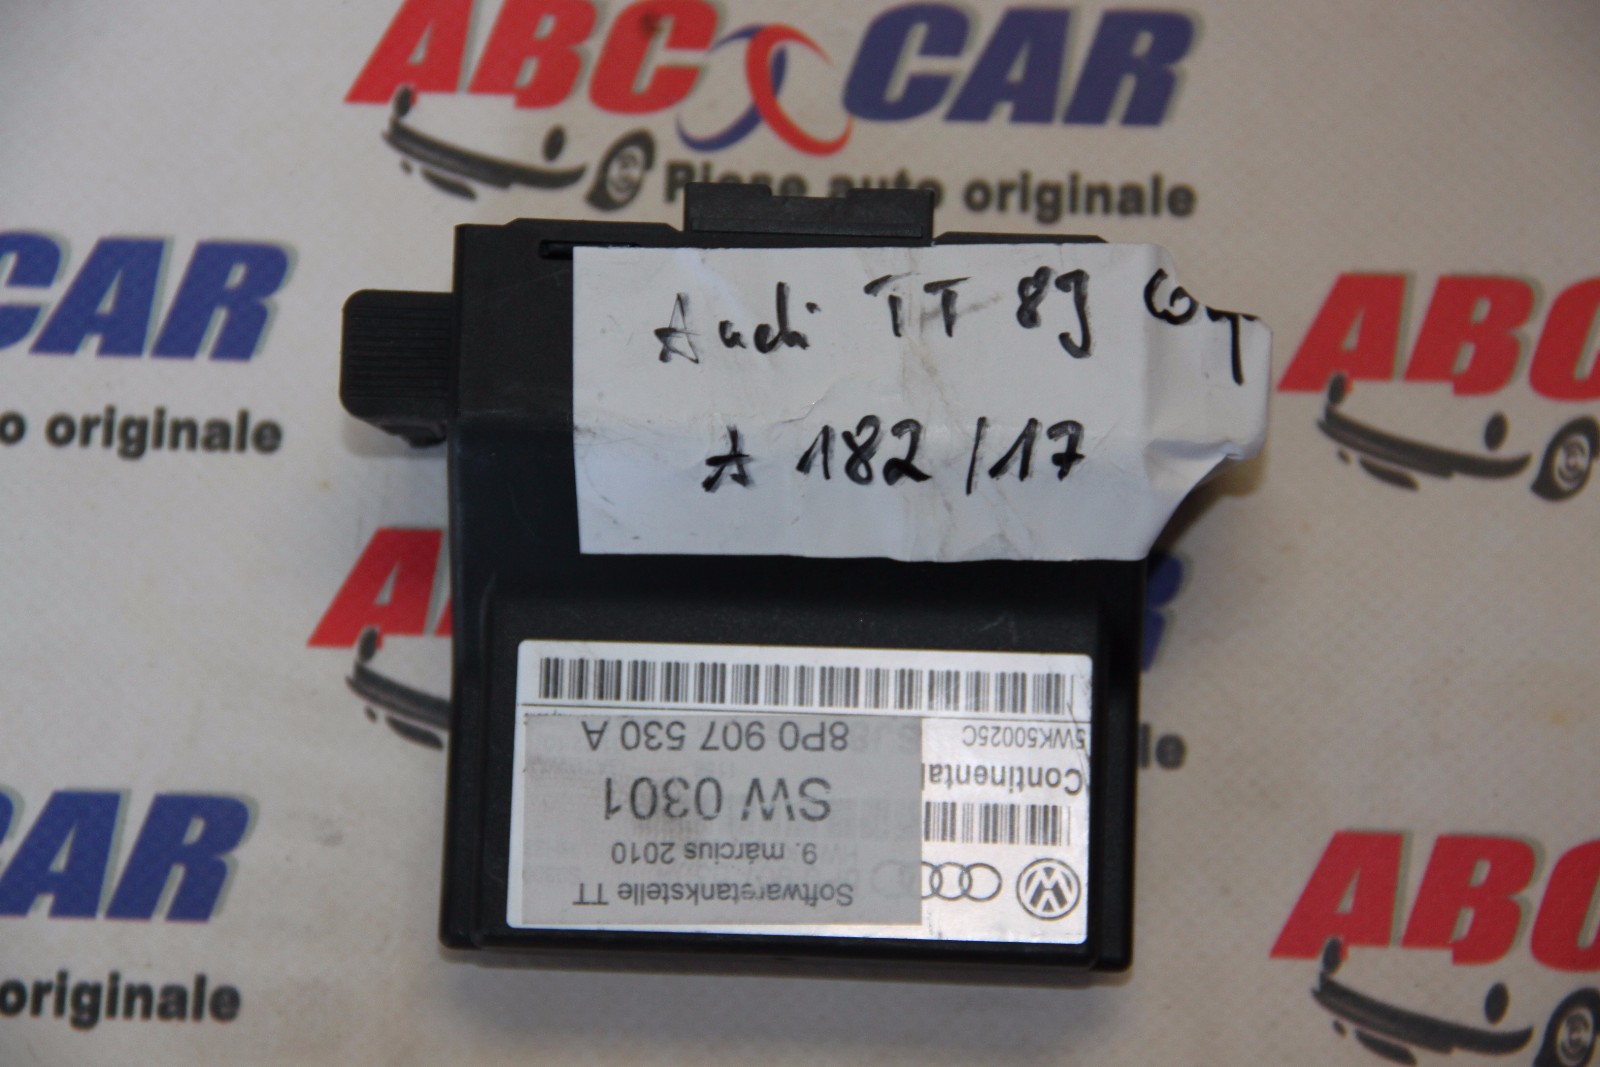 ABC CAR
Piese auto originale
CAR
o originale
ABC
Audi TT 8J
A 182/17
A
le
CAR
originale
ABC
Softwaretankstelle TT
9. március 2010
SW 0301
8P0 907 530 A
Continental
5WK50025C